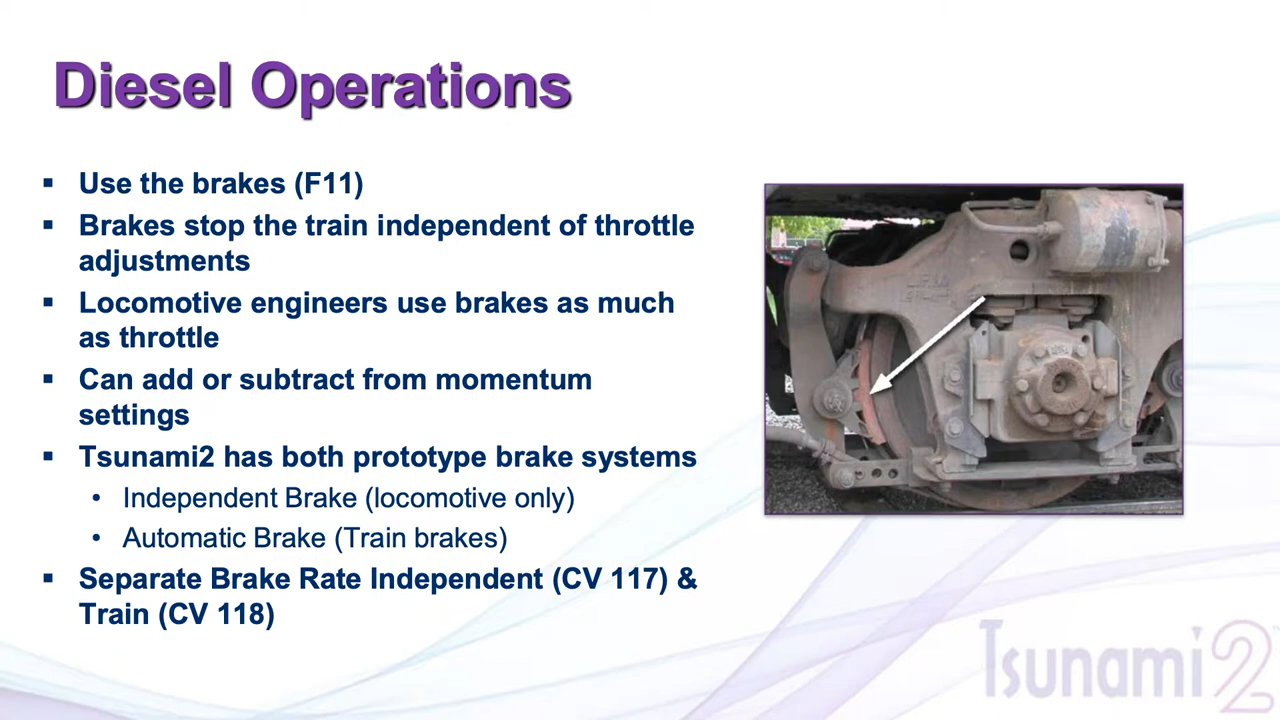 Diesel Operations
▪ Use the brakes (F11)
▪ Brakes stop the train independent of throttle
adjustments
▪ Locomotive engineers use brakes as much
as throttle
▪ Can add or subtract from momentum
settings
▪ Tsunami2 has both prototype brake systems
• Independent Brake (locomotive only)
• Automatic Brake (Train brakes)
▪ Separate Brake Rate Independent (CV 117) &
Train (CV 118)
Tsunami2